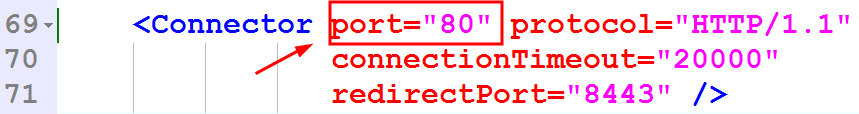 69 <Connector port="80" protocol="HTTP/1.1"
70 connectionTimeout="20000"
71 redirectPort="8443" />